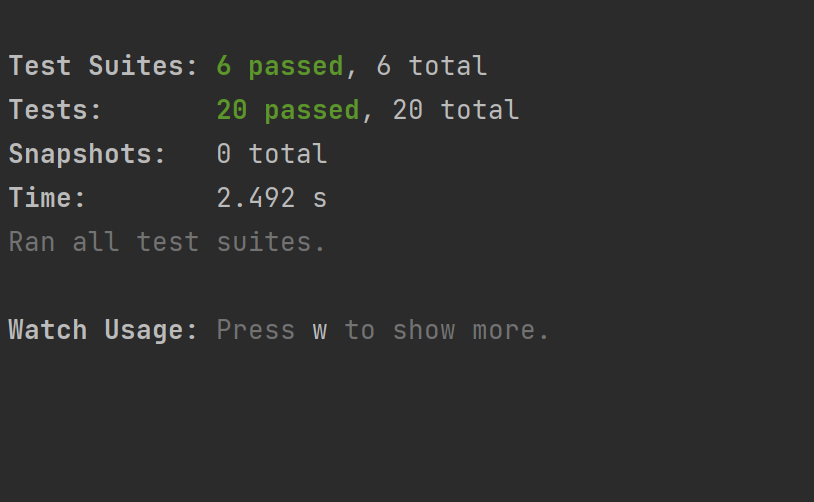 Test Suites: 6 passed, 6 total
Tests:       20 passed, 20 total
Snapshots:   0 total
Time:        2.492 s
Ran all test suites.
Watch Usage: Press w to show more.